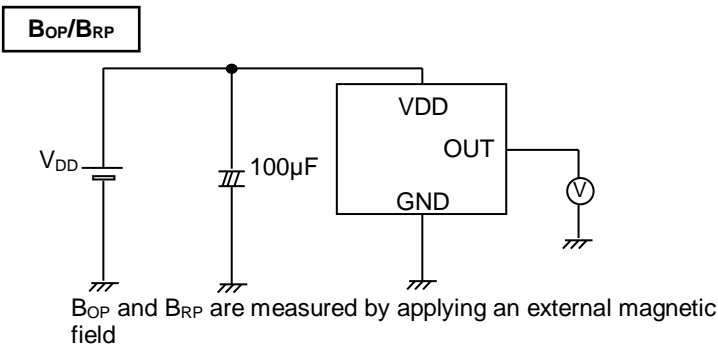 BOP/BRP
VDD
OUT
GND
VDD
100µF
V
BOP and BRP are measured by applying an external magnetic
field